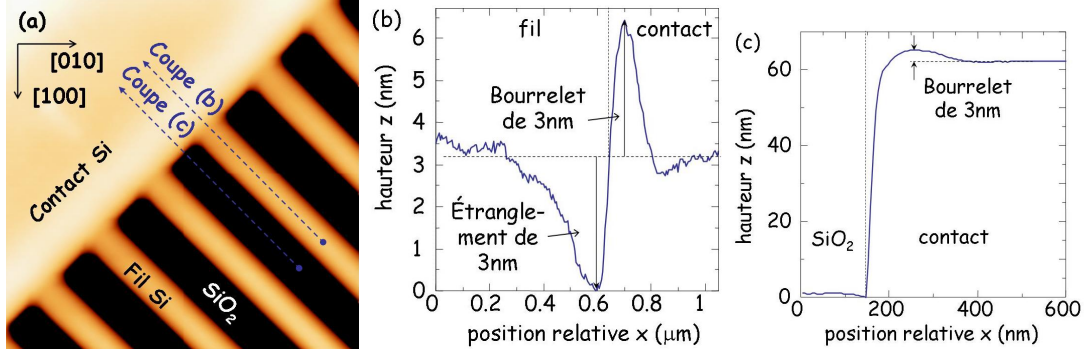 (a)
[010]
[100]
Coupe (b)
Coupe (c)
Contact Si
Fil Si
SiO₂
(b)
fil
contact
hauteur z (nm)
6
5
4
3
2
1
0
Bourrelet
de 3nm
Étrangle-
ment de
3nm
0.0 0.2 0.4 0.6 0.8 1.0
position relative x (μm)
(c)
hauteur z (nm)
60
40
20
0
Bourrelet
de 3nm
SiO₂
contact
0 200 400 600
position relative x (nm)